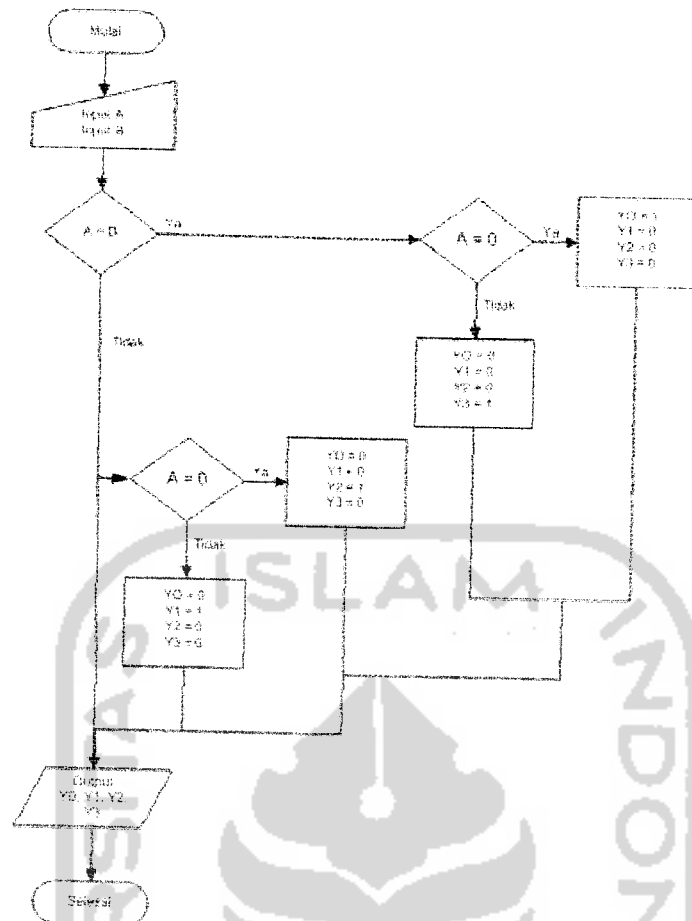 Mulai
Input A
Input B
A = B
Ya
A = 0
Ya
Y0 = 1
Y1 = 0
Y2 = 0
Y3 = 0
Tidak
Tidak
Y0 = 0
Y1 = 0
Y2 = 0
Y3 = 1
A = 0
Ya
Y0 = 0
Y1 = 0
Y2 = 1
Y3 = 0
Tidak
Y0 = 0
Y1 = 1
Y2 = 0
Y3 = 0
Output
Y0, Y1, Y2,
Y3
Selesai
ISLAM
INDON
RSITAS